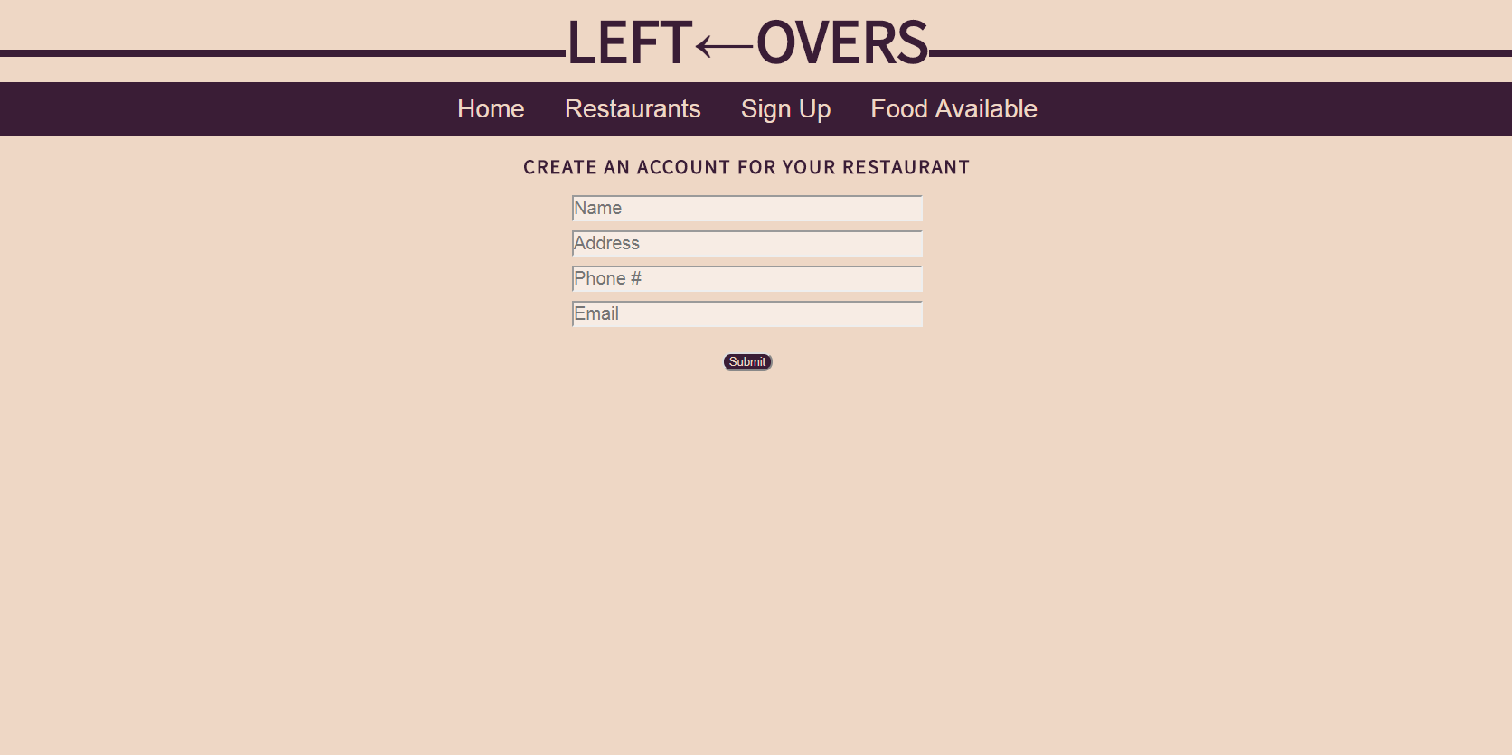 LEFT←OVERS
Home Restaurants Sign Up Food Available
CREATE AN ACCOUNT FOR YOUR RESTAURANT
Name
Address
Phone #
Email
Submit